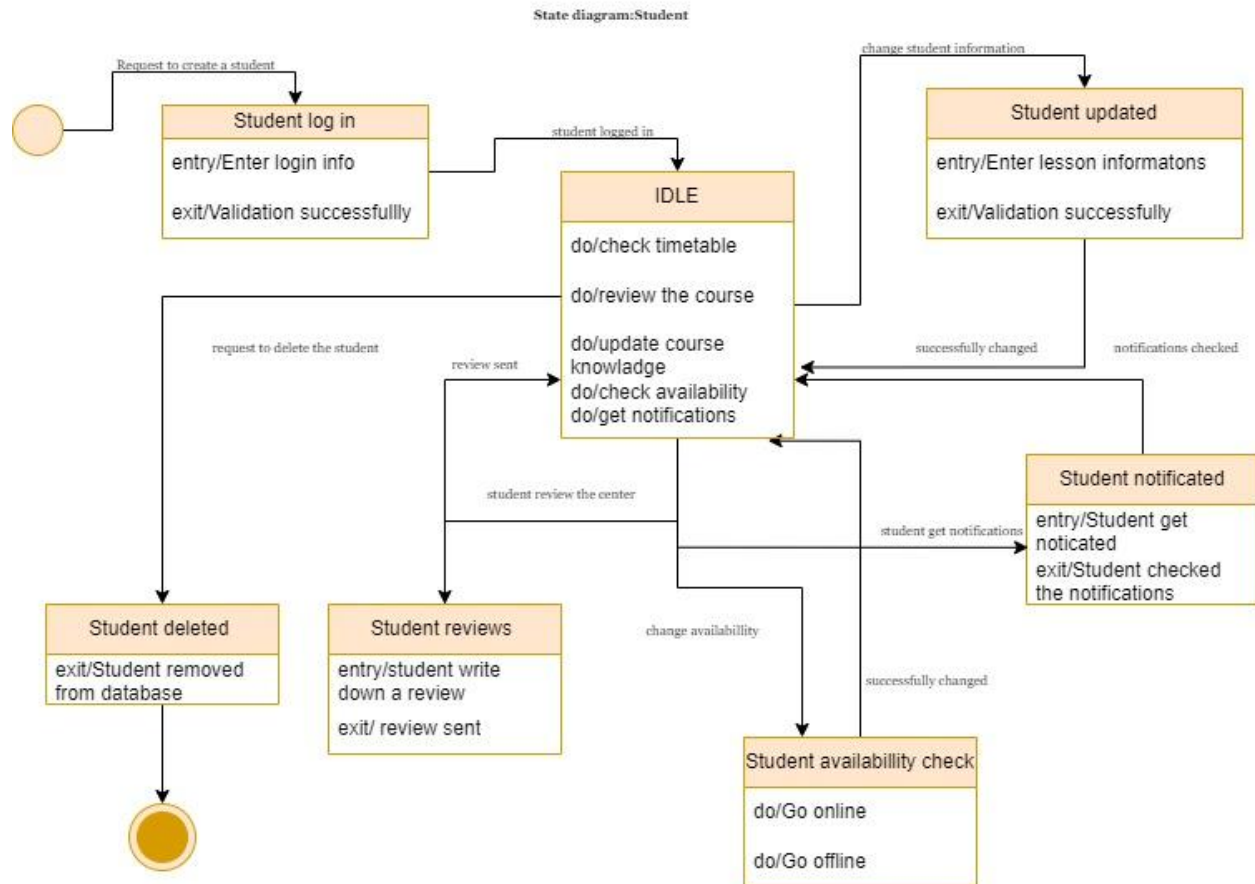 State diagram:Student
Request to create a student
Student log in
entry/Enter login info
exit/Validation successfullly
student logged in
IDLE
do/check timetable
do/review the course
do/update course
knowladge
do/check availability
do/get notifications
change student information
Student updated
entry/Enter lesson informatons
exit/Validation successfully
successfully changed
notifications checked
request to delete the student
review sent
student review the center
student get notifications
Student notificated
entry/Student get
noticated
exit/Student checked
the notifications
Student deleted
exit/Student removed
from database
Student reviews
entry/student write
down a review
exit/ review sent
change availabillity
successfully changed
Student availabillity check
do/Go online
do/Go offline